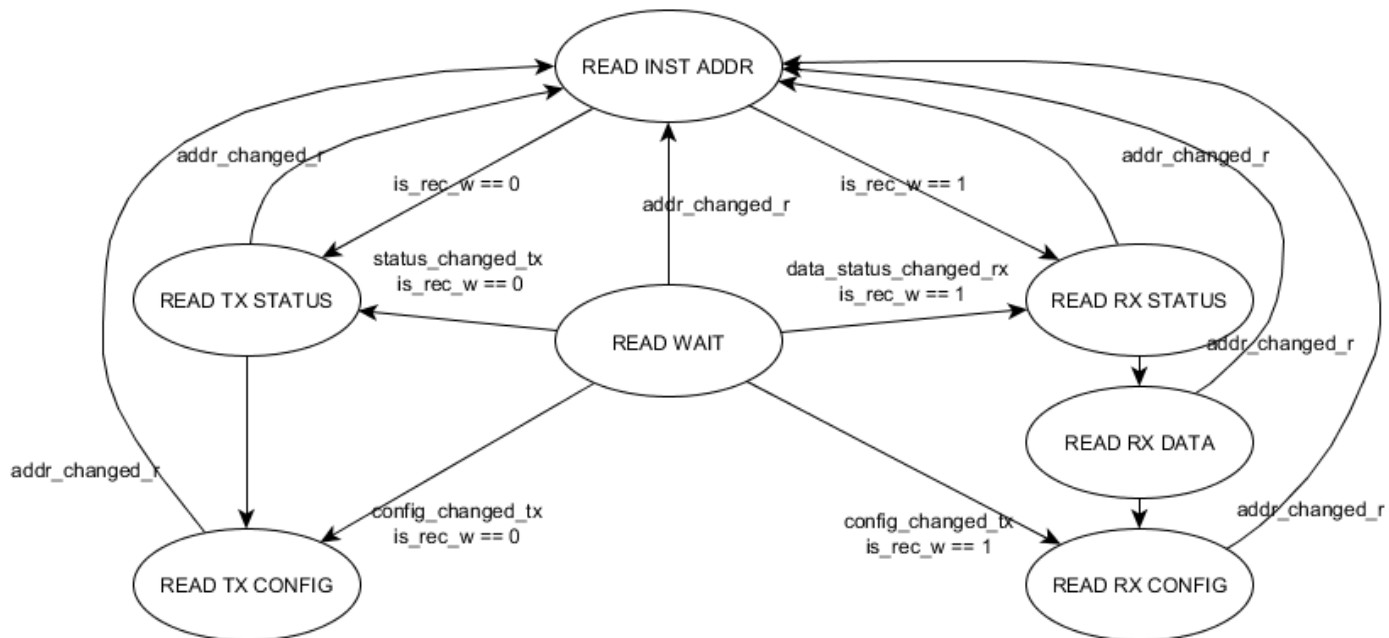 READ INST ADDR
addr_changed_r
addr_changed_r
is_rec_w == 0
is_rec_w == 1
addr_changed_r
status_changed_tx
is_rec_w == 0
data_status_changed_rx
is_rec_w == 1
READ TX STATUS
READ RX STATUS
READ WAIT
addr_changed_r
READ RX DATA
addr_changed_r
config_changed_tx
is_rec_w == 0
config_changed_tx
is_rec_w == 1
addr_changed_r
READ TX CONFIG
READ RX CONFIG